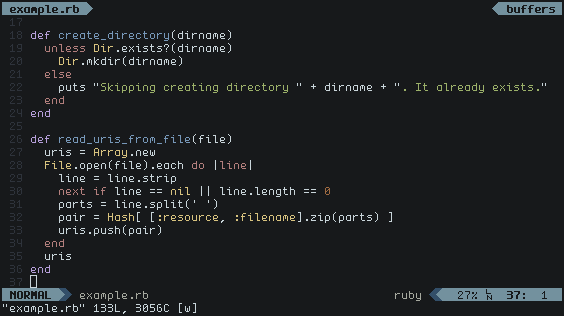 example.rb buffers
17
18 def create_directory(dirname)
19   unless Dir.exists?(dirname)
20     Dir.mkdir(dirname)
21   else
22     puts "Skipping creating directory " + dirname + ". It already exists."
23   end
24 end
25
26 def read_uris_from_file(file)
27   uris = Array.new
28   File.open(file).each do |line|
29     line = line.strip
30     next if line == nil || line.length == 0
31     parts = line.split(' ')
32     pair = Hash[ [:resource, :filename].zip(parts) ]
33     uris.push(pair)
34   end
35   uris
36 end
37
NORMAL example.rb ruby 27% LN 37: 1
"example.rb" 133L, 3056C [w]